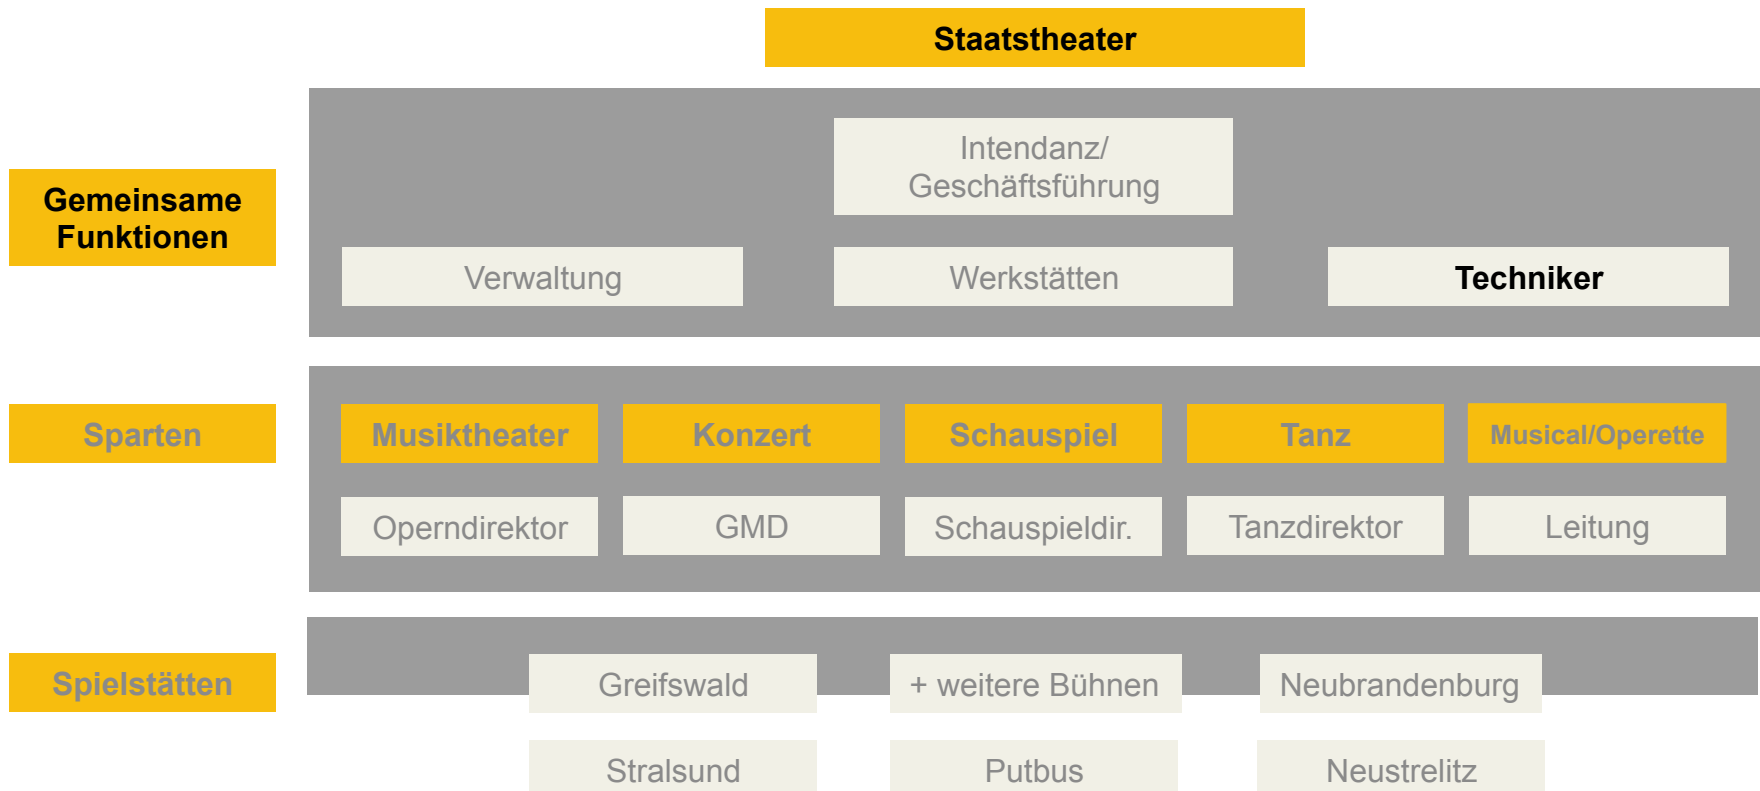 Staatstheater
Gemeinsame
Funktionen
Intendanz/
Geschäftsführung
Verwaltung
Werkstätten
Techniker
Sparten
Musiktheater
Konzert
Schauspiel
Tanz
Musical/Operette
Operndirektor
GMD
Schauspieldir.
Tanzdirektor
Leitung
Spielstätten
Greifswald
+ weitere Bühnen
Neubrandenburg
Stralsund
Putbus
Neustrelitz